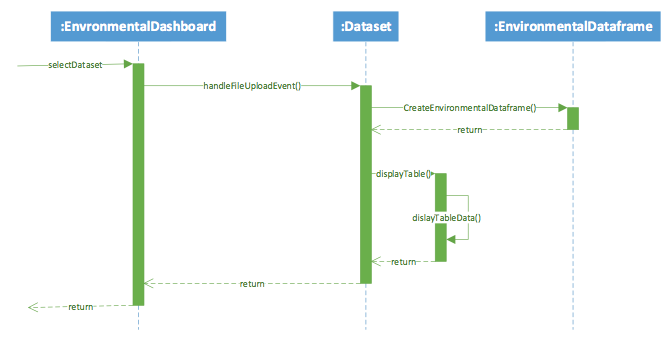 :EnvronmentalDashboard
:Dataset
:EnvironmentalDataframe
selectDataset
handleFileUploadEvent()
CreateEnvironmentalDataframe()
return
displayTable()
dislayTableData()
return
return
return